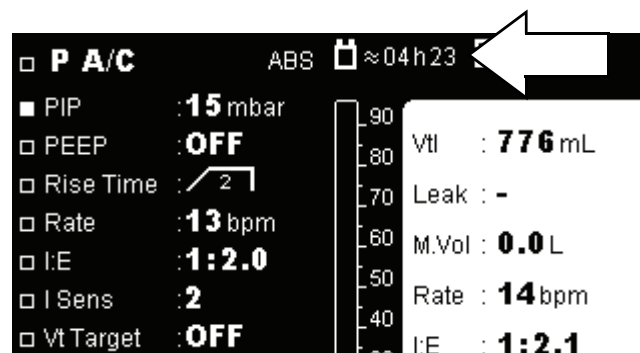 P A/C ABS ≈04h23
PIP :15 mbar
PEEP :OFF
Rise Time : 2
Rate :13 bpm
I:E :1:2.0
I Sens :2
Vt Target :OFF
90
80
70
60
50
40
VtI : 776 mL
Leak : -
M.Vol : 0.0 L
Rate : 14 bpm
I:E : 1:2.1